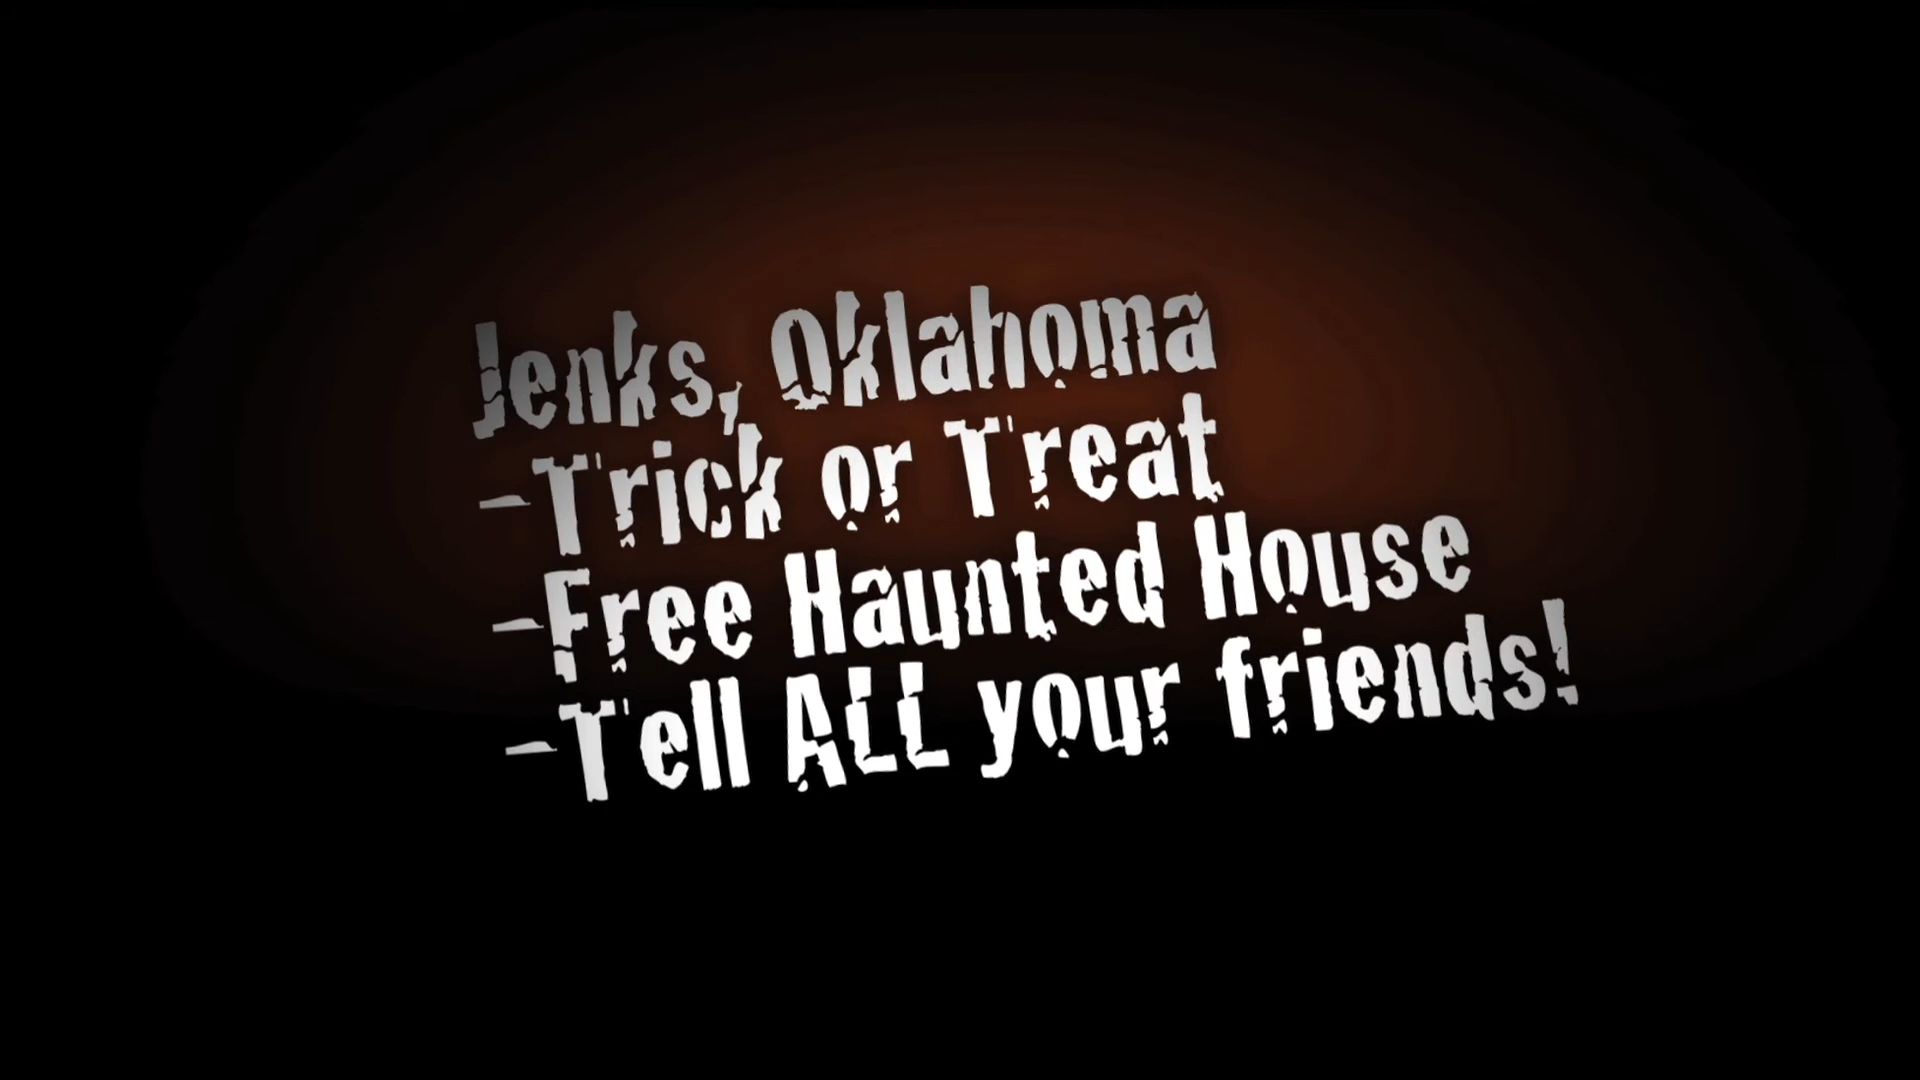 Jenks, Oklahoma
-Trick or Treat
-Free Haunted House
-Tell ALL your friends!